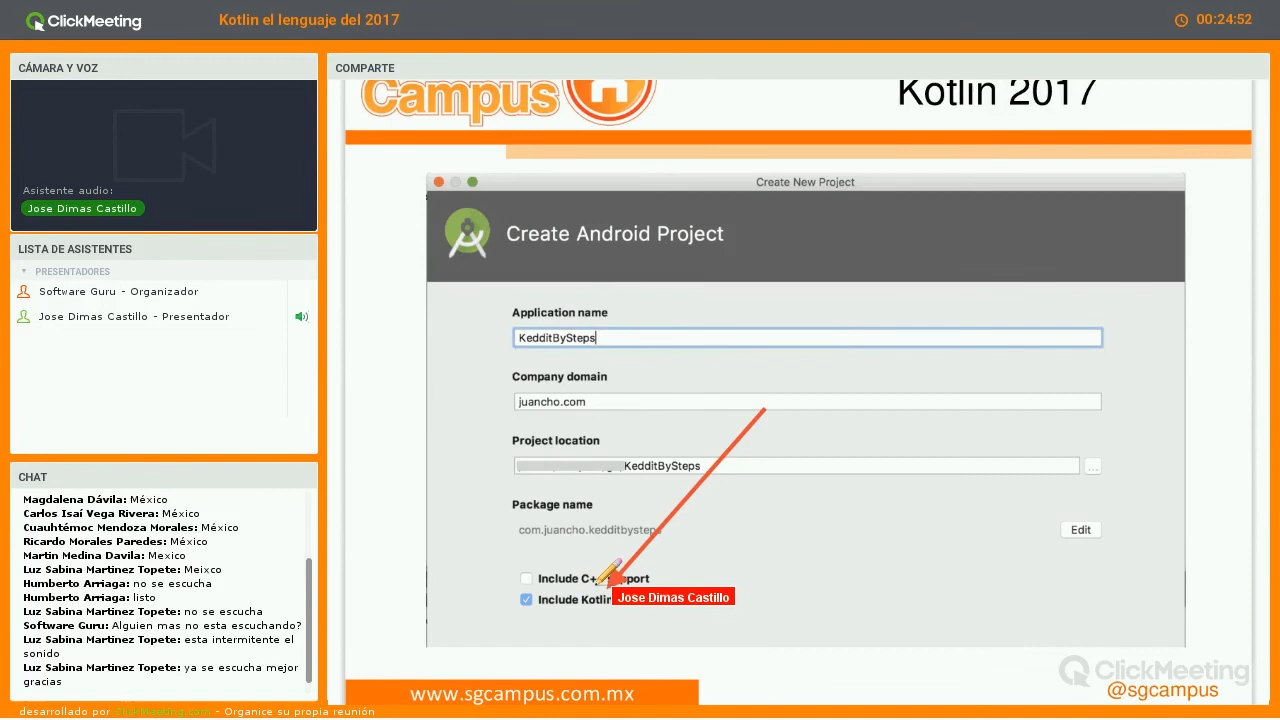 ClickMeeting
Kotlin el lenguaje del 2017
00:24:52
CÁMARA Y VOZ
Asistente audio:
Jose Dimas Castillo
LISTA DE ASISTENTES
PRESENTADORES
Software Guru - Organizador
Jose Dimas Castillo - Presentador
CHAT
Magdalena Dávila: México
Carlos Isaí Vega Rivera: México
Cuauhtémoc Mendoza Morales: México
Ricardo Morales Paredes: México
Martin Medina Davila: Mexico
Luz Sabina Martinez Topete: Meixco
Humberto Arriaga: no se escucha
Humberto Arriaga: listo
Luz Sabina Martinez Topete: no se escucha
Software Guru: Alguien mas no esta escuchando?
Luz Sabina Martinez Topete: esta intermitente el
sonido
Luz Sabina Martinez Topete: ya se escucha mejor
gracias
desarrollado por ClickMeeting.com - Organice su propia reunión
COMPARTE
Campus
Kotlin 2017
Create New Project
Create Android Project
Application name
KedditBySteps
Company domain
juancho.com
Project location
KedditBySteps
...
Package name
com.juancho.kedditbysteps
Edit
Include
Include Kotlin
Jose Dimas Castillo
ClickMeeting
www.sgcampus.com.mx
@sgcampus